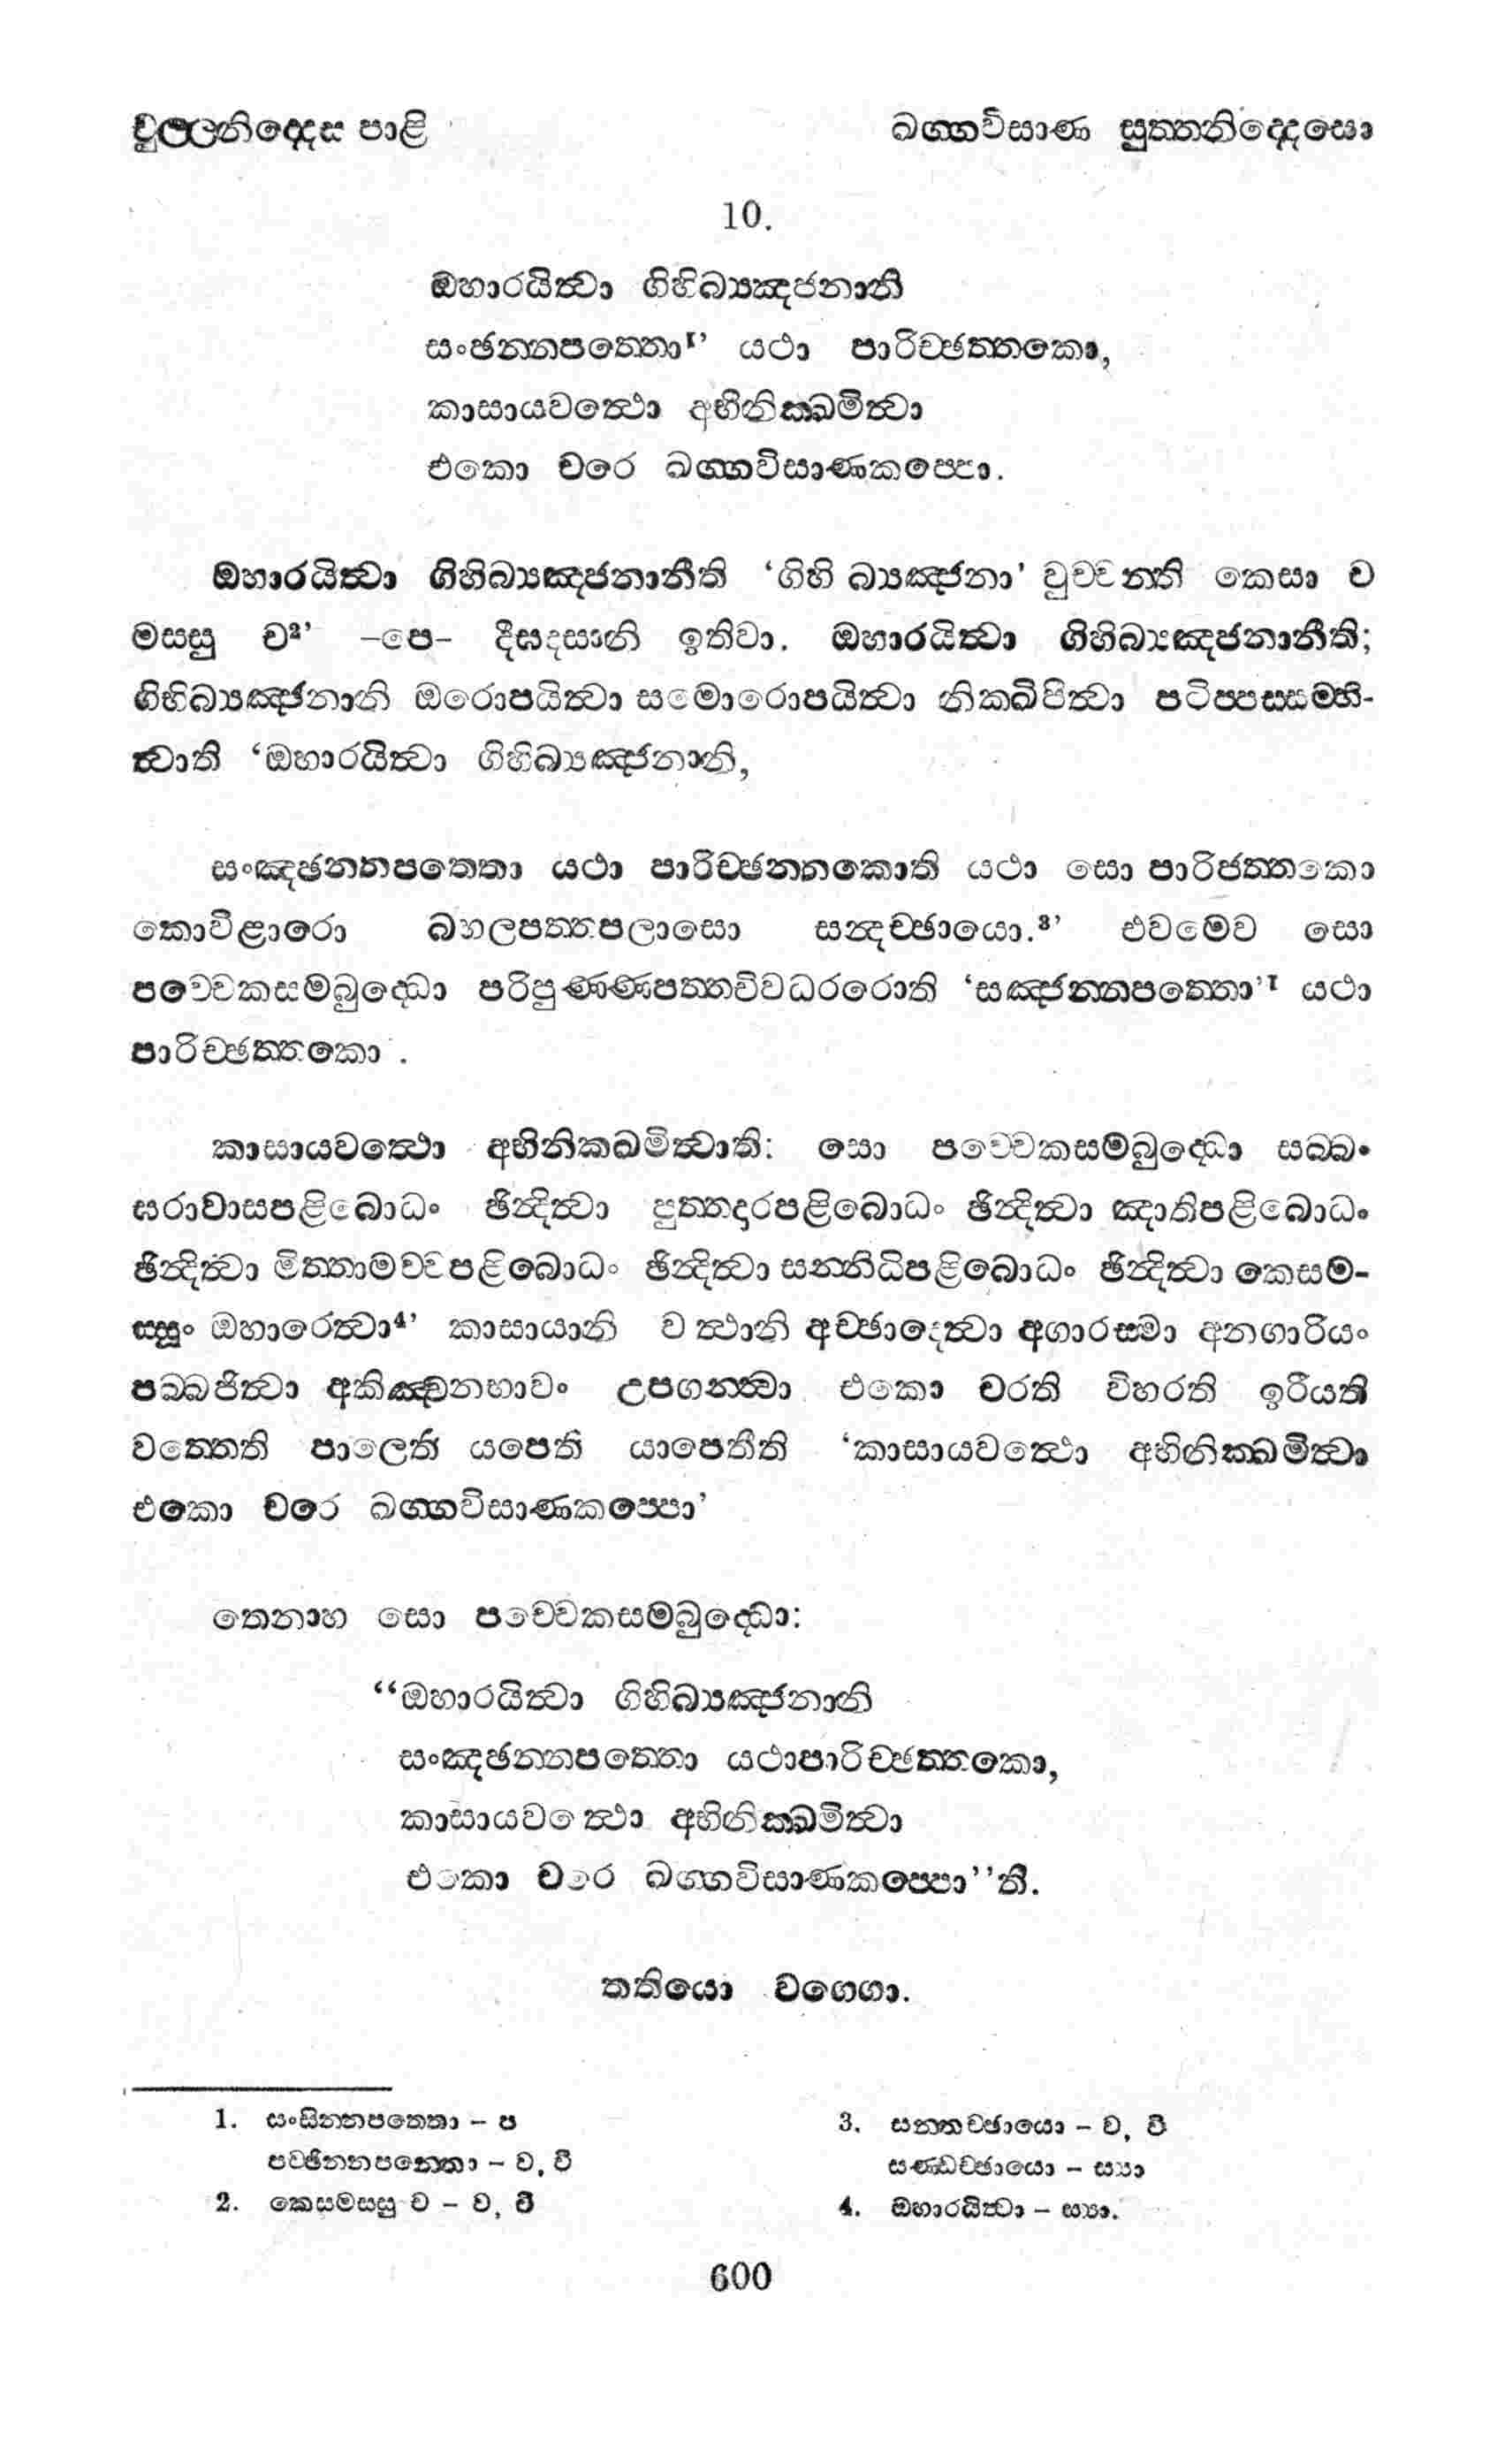 චුල්ලනිද්දෙස පාළි
ඛග්ගවිසාණ සුත්තනිද්දෙසො
10.
ඔහාරයිත්වා ගිහිබ්‍යඤ්ජනානි
සංඡන්නපත්තො¹’ යථා පාරිච්ඡත්තකො,
කාසායවත්ථො අභිනික්ඛමිත්වා
එකො චරෙ ඛග්ගවිසාණකප්පො.
ඔහාරයිත්වා ගිහිබ්‍යඤ්ජනානීති ‘ගිහි බ්‍යඤ්ජනා’ වුච්චන්ති කෙසා ච
මස්සු ච²’ –පෙ– දීඝදසානි ඉතිවා. ඔහාරයිත්වා ගිහිබ්‍යඤ්ජනානීති;
ගිහිබ්‍යඤ්ජනානි ඔරොපයිත්වා සමොරොපයිත්වා නික්ඛිපිත්වා පටිප්පස්සම්භි-
ත්වාති ‘ඔහාරයිත්වා ගිහිබ්‍යඤ්ජනානි,
සංඤ්ඡන්නපත්තො යථා පාරිච්ඡන්තකොති යථා සො පාරිජත්තකො
කොවිළාරො බහලපත්තපලාසො සන්දච්ඡායො.³’ එවමෙව සො
පච්චෙකසම්බුද්ධො පරිපුණ්ණපත්තචිවධරරොති ‘සඤ්ජන්නපත්තො’¹ යථා
පාරිච්ඡත්තකො .
කාසායවත්ථො අභිනික්ඛමිත්වාති: සො පච්චෙකසම්බුද්ධො සබ්බං
ඝරාවාසපළිබොධං ඡින්දිත්වා පුත්තදාරපළිබොධං ඡින්දිත්වා ඤාතිපළිබොධං
ඡින්දිත්වා මිත්තාමච්චපළිබොධං ඡින්දිත්වා සන්නිධිපළිබොධං ඡින්දිත්වා කෙසම-
ස්සුං ඔහාරෙත්වා⁴’ කාසායානි වත්ථානි අච්ඡාදෙත්වා අගාරස්මා අනගාරියං
පබ්බජිත්වා අකිඤ්චනභාවං උපගන්ත්වා එකො චරති විහරති ඉරියති
වත්තෙති පාලෙති යපෙති යාපෙතීති ‘කාසායවත්ථො අභිනික්ඛමිත්වා
එකො චරෙ ඛග්ගවිසාණකප්පො’
තෙනාහ සො පච්චෙකසම්බුද්ධො:
“ඔහාරයිත්වා ගිහිබ්‍යඤ්ජනානි
සංඤ්ඡන්නපත්තො යථාපාරිච්ඡත්තකො,
කාසායවත්ථො අභිනික්ඛමිත්වා
එකො චරෙ ඛග්ගවිසාණකප්පො’’ති.
තතියො වග්ගො.
1. සංසින්නපත්තො – ප
පච්ඡින්නපත්තො – ව, වි
2. කෙසමස්සු ච – ව, වි
3. සන්තච්ඡායො – ව, වි
සණ්ඩච්ඡායො – ස්‍යා
4. ඔහාරයිත්වා – ස්‍යා.
600